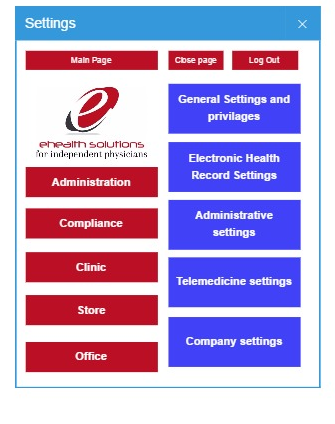 Settings
Main Page
Close page
Log Out
ehealth solutions
for independent physicians
Administration
Compliance
Clinic
Store
Office
General Settings and
privilages
Electronic Health
Record Settings
Administrative
settings
Telemedicine settings
Company settings